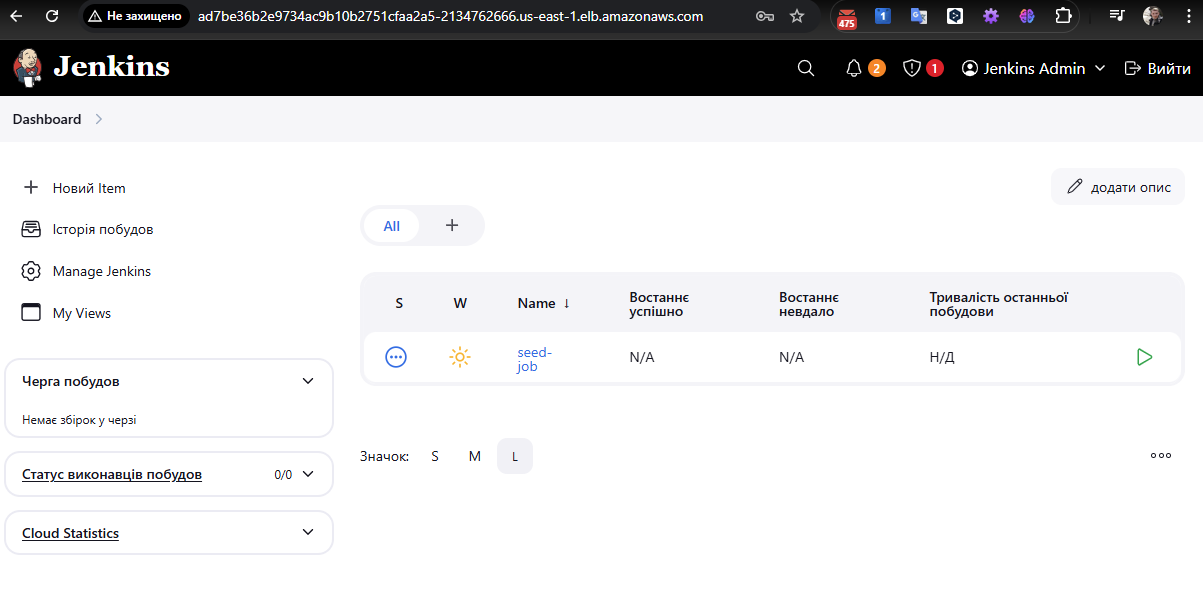 Не захищено
ad7be36b2e9734ac9b10b2751cfaa2a5-2134762666.us-east-1.elb.amazonaws.com
475
1
Jenkins
2
1
Jenkins Admin
Вийти
Dashboard
Новий Item
Історія побудов
Manage Jenkins
My Views
Черга побудов
Немає збірок у черзі
Статус виконавців побудов
0/0
Cloud Statistics
додати опис
All
S
W
Name ↓
Востаннє
успішно
Востаннє
невдало
Тривалість останньої
побудови
seed-
job
N/A
N/A
Н/Д
Значок:
S
M
L